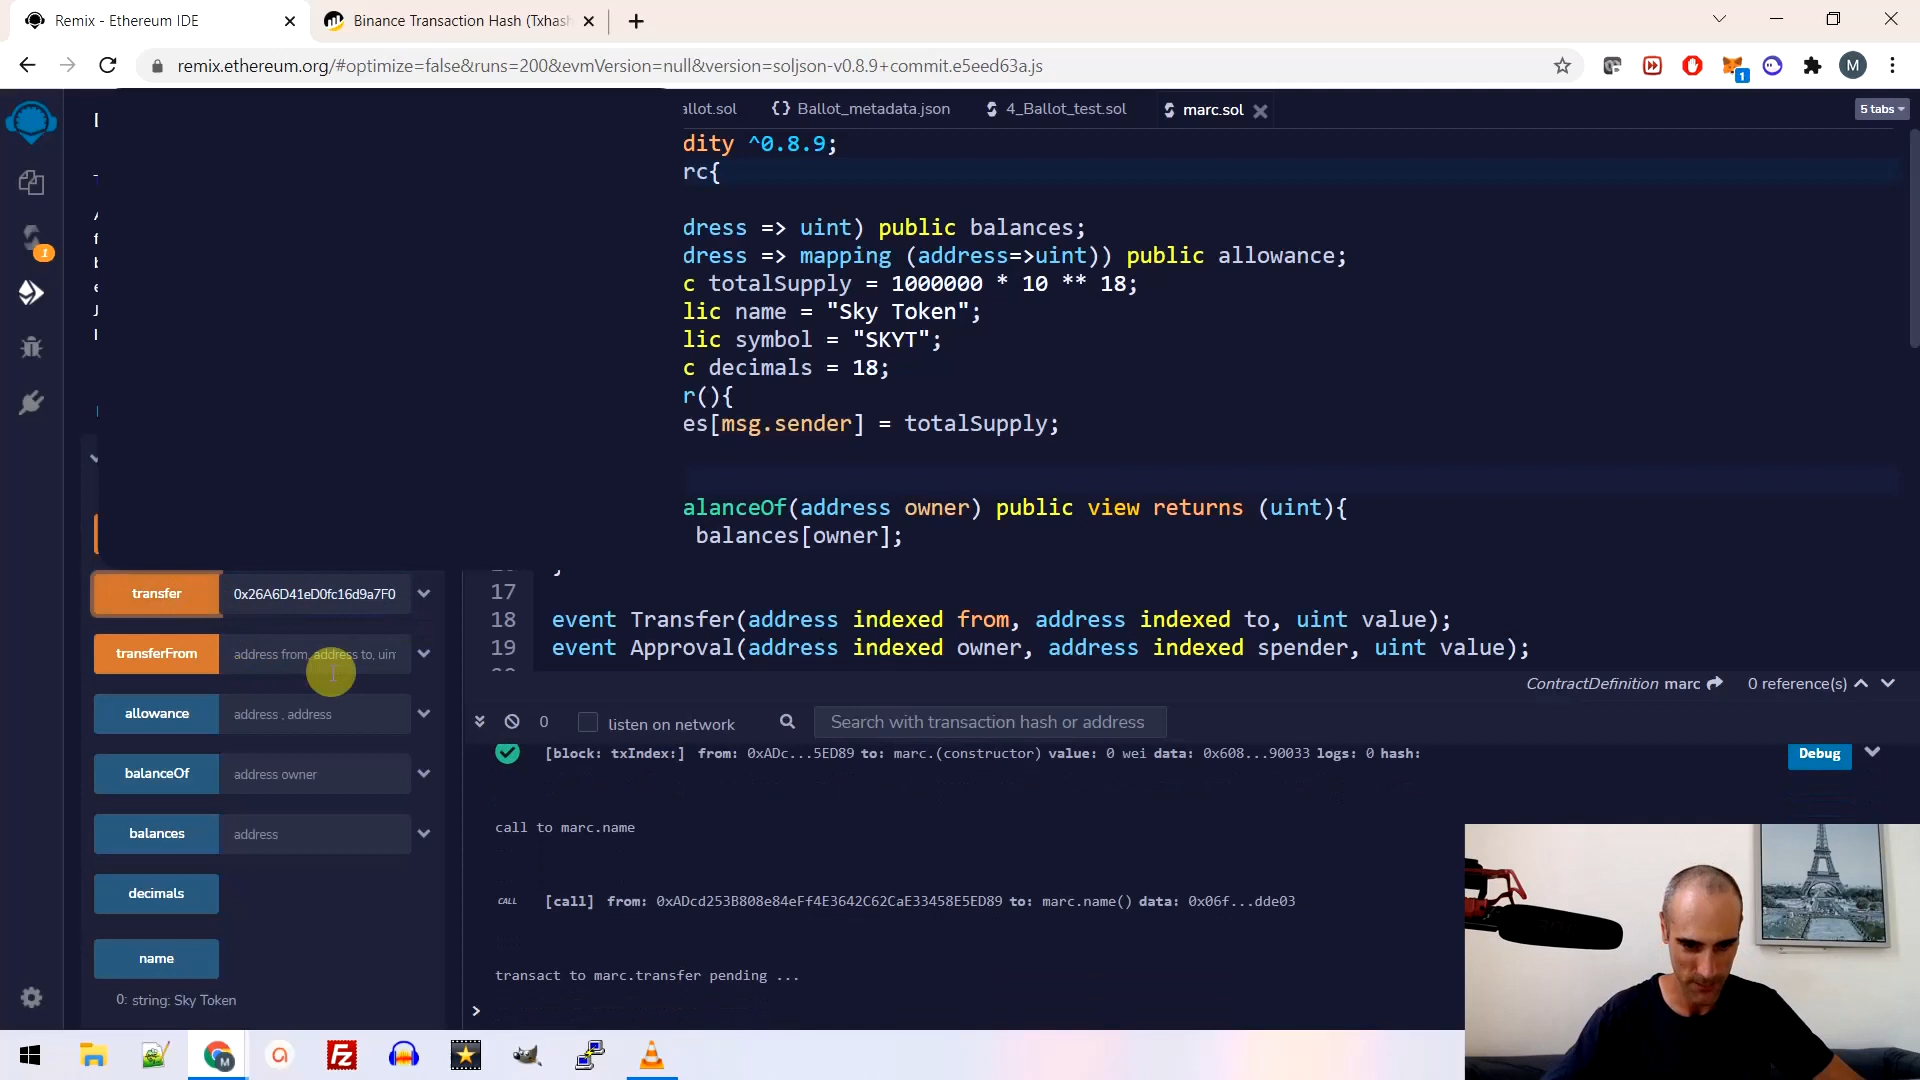 Remix - Ethereum IDE
Binance Transaction Hash (Txhash
remix.ethereum.org/#optimize=false&runs=200&evmVersion=null&version=soljson-v0.8.9+commit.e5eed63a.js
1
M
allot.sol
{} Ballot_metadata.json
4_Ballot_test.sol
marc.sol
5 tabs
dity ^0.8.9;
rc{
dress => uint) public balances;
dress => mapping (address=>uint)) public allowance;
c totalSupply = 1000000 * 10 ** 18;
lic name = "Sky Token";
lic symbol = "SKYT";
c decimals = 18;
r(){
es[msg.sender] = totalSupply;
alanceOf(address owner) public view returns (uint){
balances[owner];
}
17
18 event Transfer(address indexed from, address indexed to, uint value);
19 event Approval(address indexed owner, address indexed spender, uint value);
1
transfer 0x26A6D41eD0fc16d9a7F0
transferFrom address from, address to, uin
allowance address , address
balanceOf address owner
balances address
decimals
name
0: string: Sky Token
ContractDefinition marc 0 reference(s)
0 listen on network Search with transaction hash or address
[block: txIndex:] from: 0xADc...5ED89 to: marc.(constructor) value: 0 wei data: 0x608...90033 logs: 0 hash:
Debug
call to marc.name
CALL [call] from: 0xADcd253B808e84eFf4E3642C62CaE33458E5ED89 to: marc.name() data: 0x06f...dde03
transact to marc.transfer pending ...
>
M